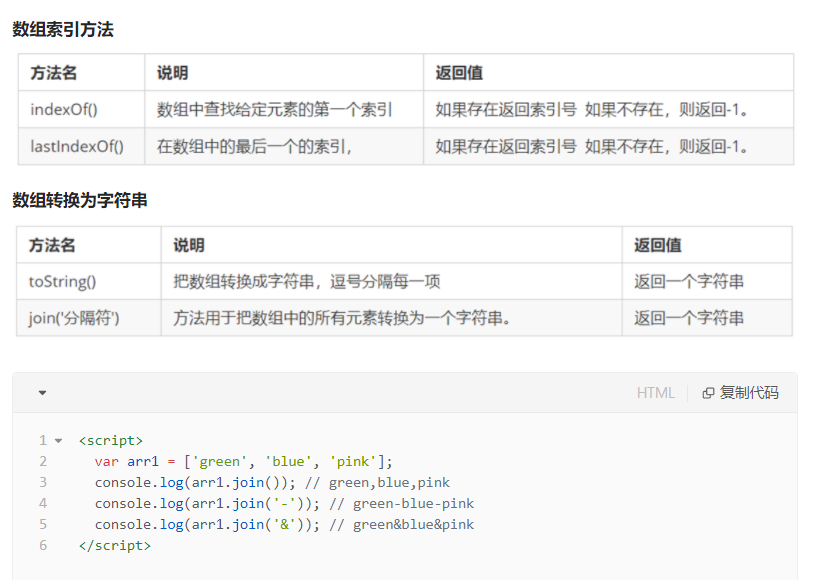 数组索引方法
方法名 说明 返回值
indexOf() 数组中查找给定元素的第一个索引 如果存在返回索引号 如果不存在，则返回-1。
lastIndexOf() 在数组中的最后一个的索引， 如果存在返回索引号 如果不存在，则返回-1。
数组转换为字符串
方法名 说明 返回值
toString() 把数组转换成字符串，逗号分隔每一项 返回一个字符串
join('分隔符') 方法用于把数组中的所有元素转换为一个字符串。 返回一个字符串
HTML 复制代码
1 <script>
2 var arr1 = ['green', 'blue', 'pink'];
3 console.log(arr1.join()); // green,blue,pink
4 console.log(arr1.join('-')); // green-blue-pink
5 console.log(arr1.join('&')); // green&blue&pink
6 </script>